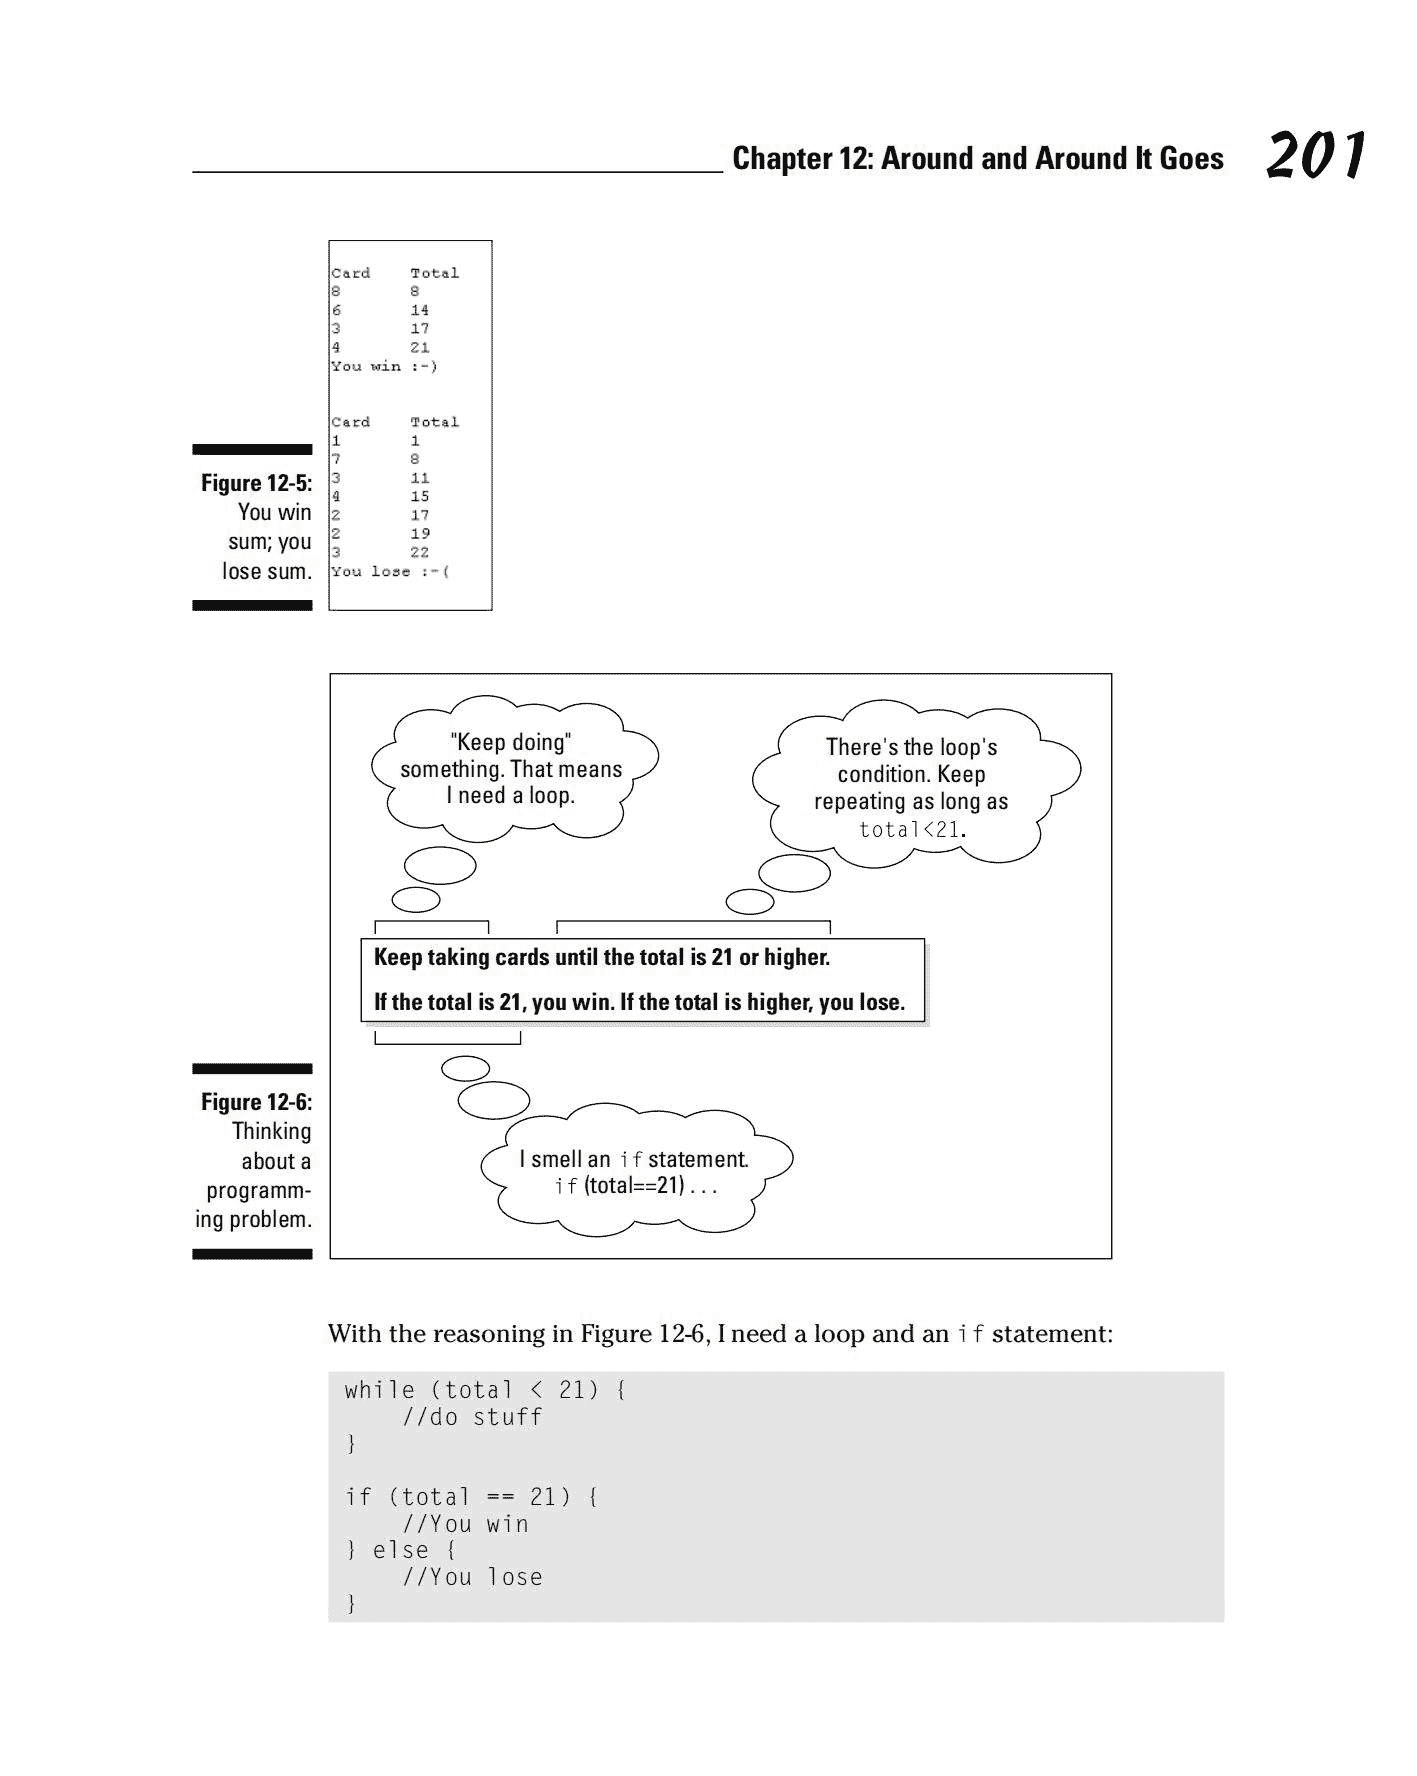 Chapter 12: Around and Around It Goes 201
Card Total
8 8
6 14
3 17
4 21
You win :-)
Card Total
1 1
7 8
3 11
4 15
2 17
2 19
3 22
You lose :-(
Figure 12-5:
You win
sum; you
lose sum.
"Keep doing"
something. That means
I need a loop.
There's the loop's
condition. Keep
repeating as long as
total<21.
Keep taking cards until the total is 21 or higher.
If the total is 21, you win. If the total is higher, you lose.
I smell an if statement.
if (total==21) . . .
Figure 12-6:
Thinking
about a
programm-
ing problem.
With the reasoning in Figure 12-6, I need a loop and an if statement:
while (total < 21) {
    //do stuff
}
if (total == 21) {
    //You win
} else {
    //You lose
}